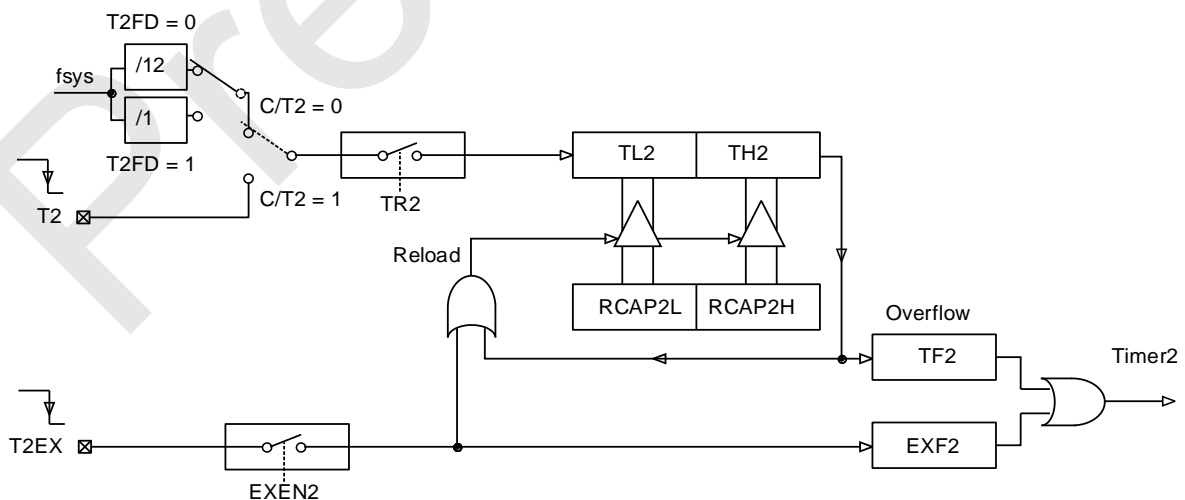 T2FD = 0
/12
fsys
C/T2 = 0
/1
T2FD = 1
TL2
TH2
C/T2 = 1
T2
TR2
Reload
RCAP2L
RCAP2H
Overflow
TF2
Timer2
T2EX
EXF2
EXEN2
Pre